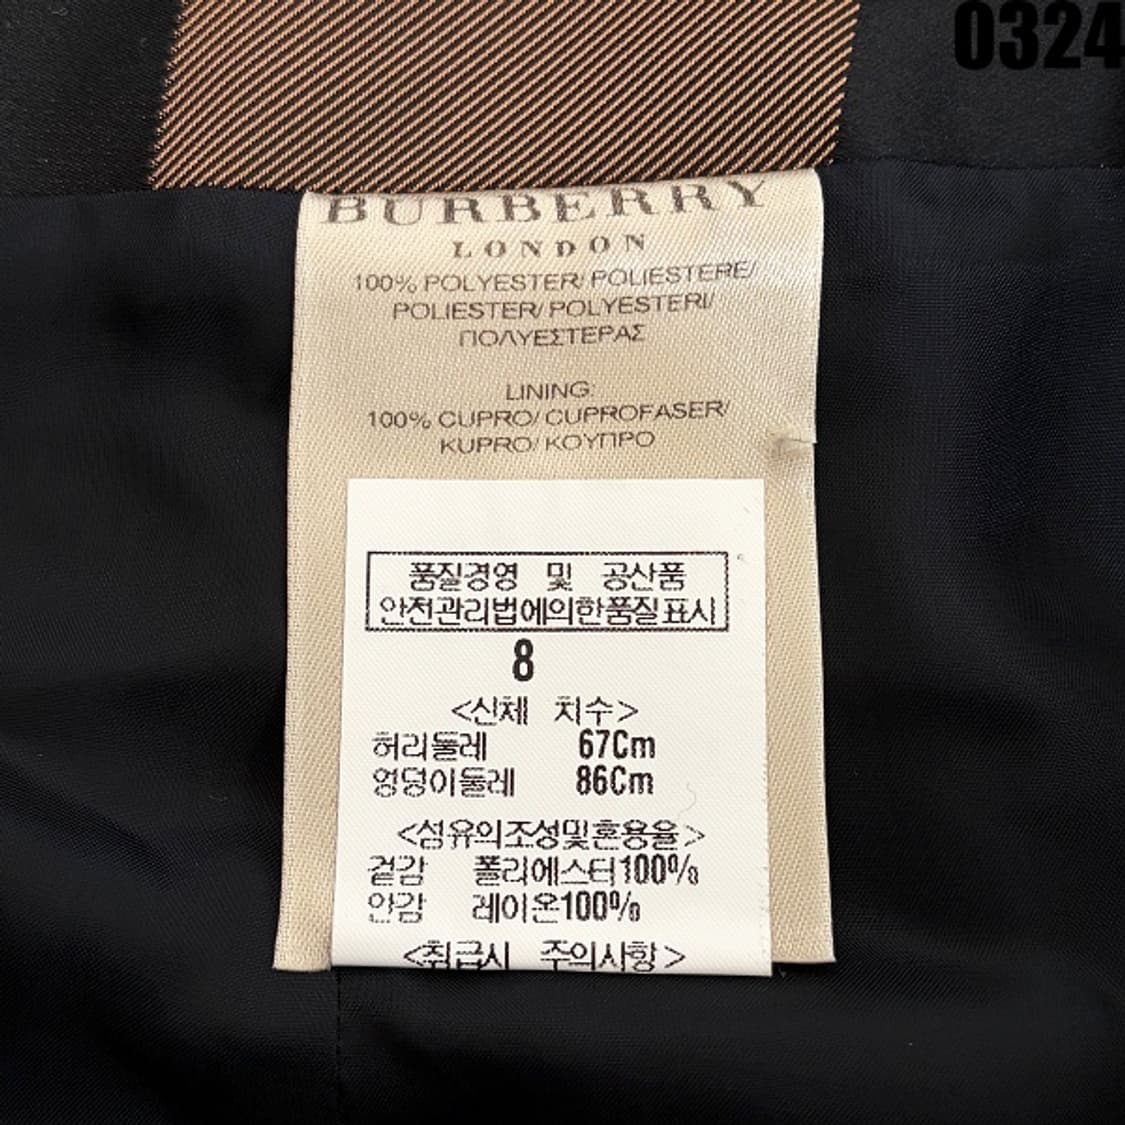 0324
BURBERRY
LONDON
100% POLYESTER/ POLIESTERE/
POLIESTER/ POLYESTERI/
ΠΟΛΥΕΣΤΕΡΑΣ
LINING:
100% CUPRO/ CUPROFASER/
KUPRO/ ΚΟΥΠΡΟ
품질경영 및 공산품
안전관리법에의한품질표시
8
<신체 치수>
허리둘레 67Cm
엉덩이둘레 86Cm
<섬유의조성및혼용율>
겉감 폴리에스터100%
안감 레이온100%
<취급시 주의사항>